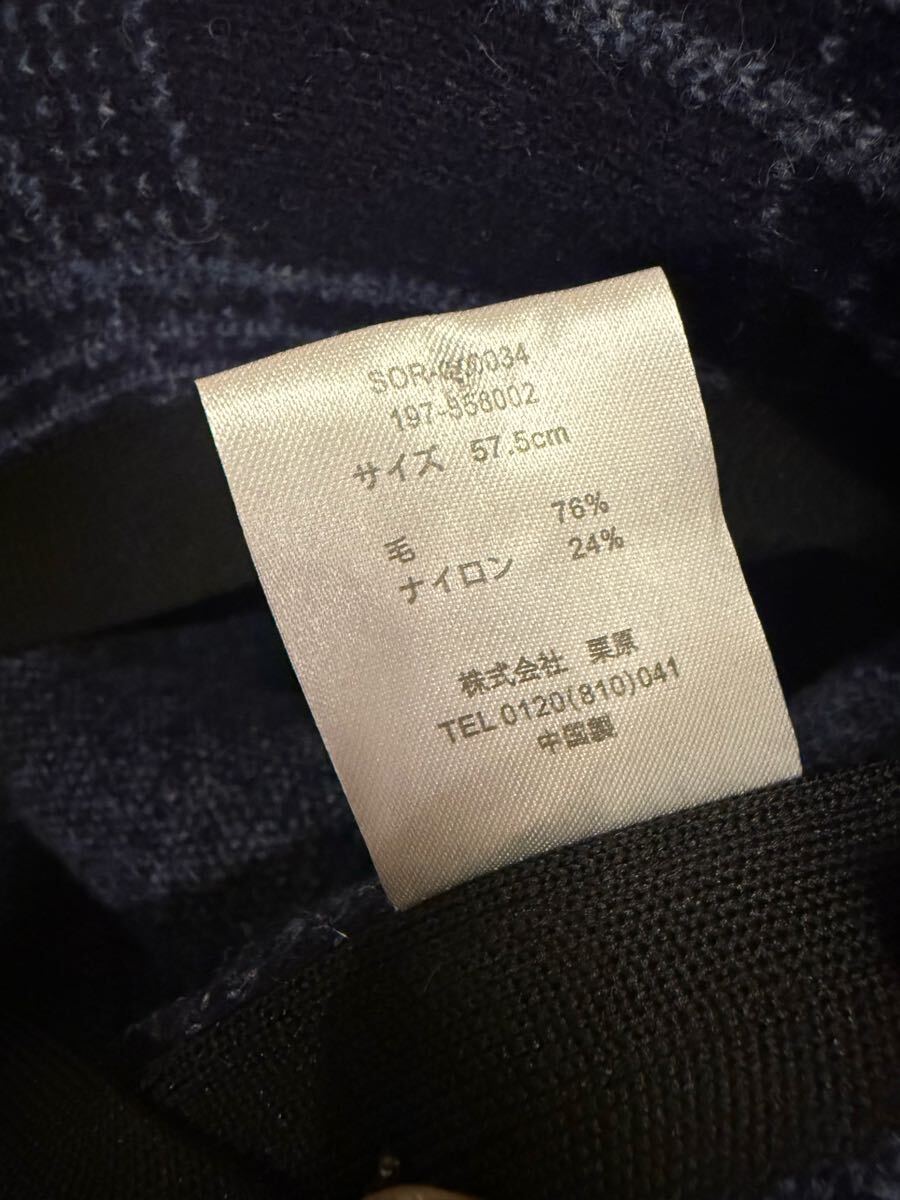 197-958002
サイズ 57.5cm
毛 76%
ナイロン 24%
株式会社 栗原
TEL 0120(810)041
中国製